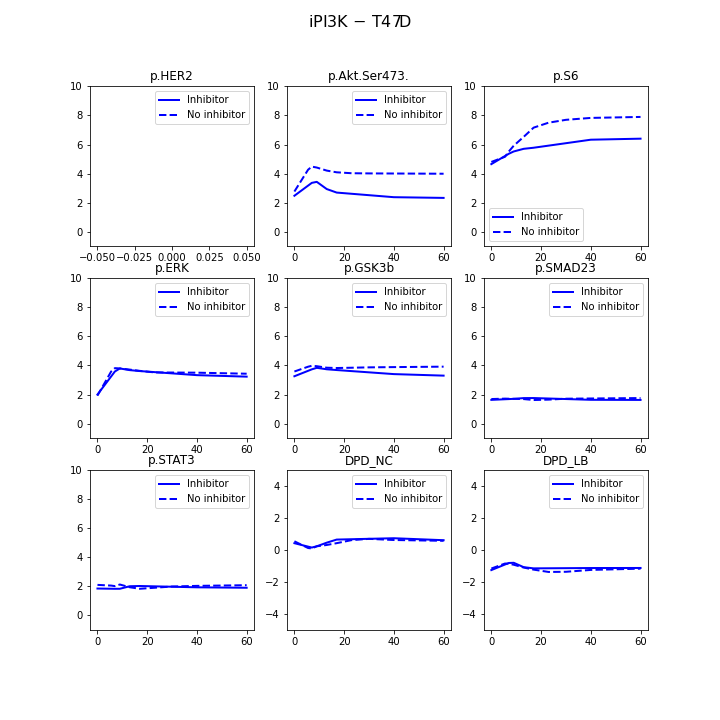 iPI3K − T47D
p.HER2 p.Akt.Ser473. p.S6
10 8 6 4 2 0 Inhibitor No inhibitor −0.050 −0.025 0.000 0.025 0.050
10 8 6 4 2 0 Inhibitor No inhibitor 0 20 40 60
10 8 6 4 2 0 Inhibitor No inhibitor 0 20 40 60
p.ERK p.GSK3b p.SMAD23
10 8 6 4 2 0 Inhibitor No inhibitor 0 20 40 60
10 8 6 4 2 0 Inhibitor No inhibitor 0 20 40 60
10 8 6 4 2 0 Inhibitor No inhibitor 0 20 40 60
p.STAT3 DPD_NC DPD_LB
10 8 6 4 2 0 Inhibitor No inhibitor 0 20 40 60
4 2 0 −2 −4 Inhibitor No inhibitor 0 20 40 60
4 2 0 −2 −4 Inhibitor No inhibitor 0 20 40 60